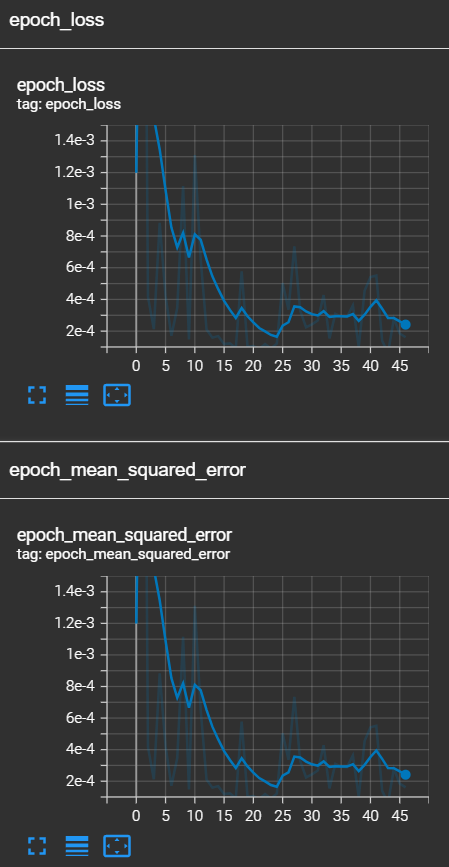 epoch_loss
epoch_loss
tag: epoch_loss
1.4e-3
1.2e-3
1e-3
8e-4
6e-4
4e-4
2e-4
0 5 10 15 20 25 30 35 40 45
epoch_mean_squared_error
epoch_mean_squared_error
tag: epoch_mean_squared_error
1.4e-3
1.2e-3
1e-3
8e-4
6e-4
4e-4
2e-4
0 5 10 15 20 25 30 35 40 45